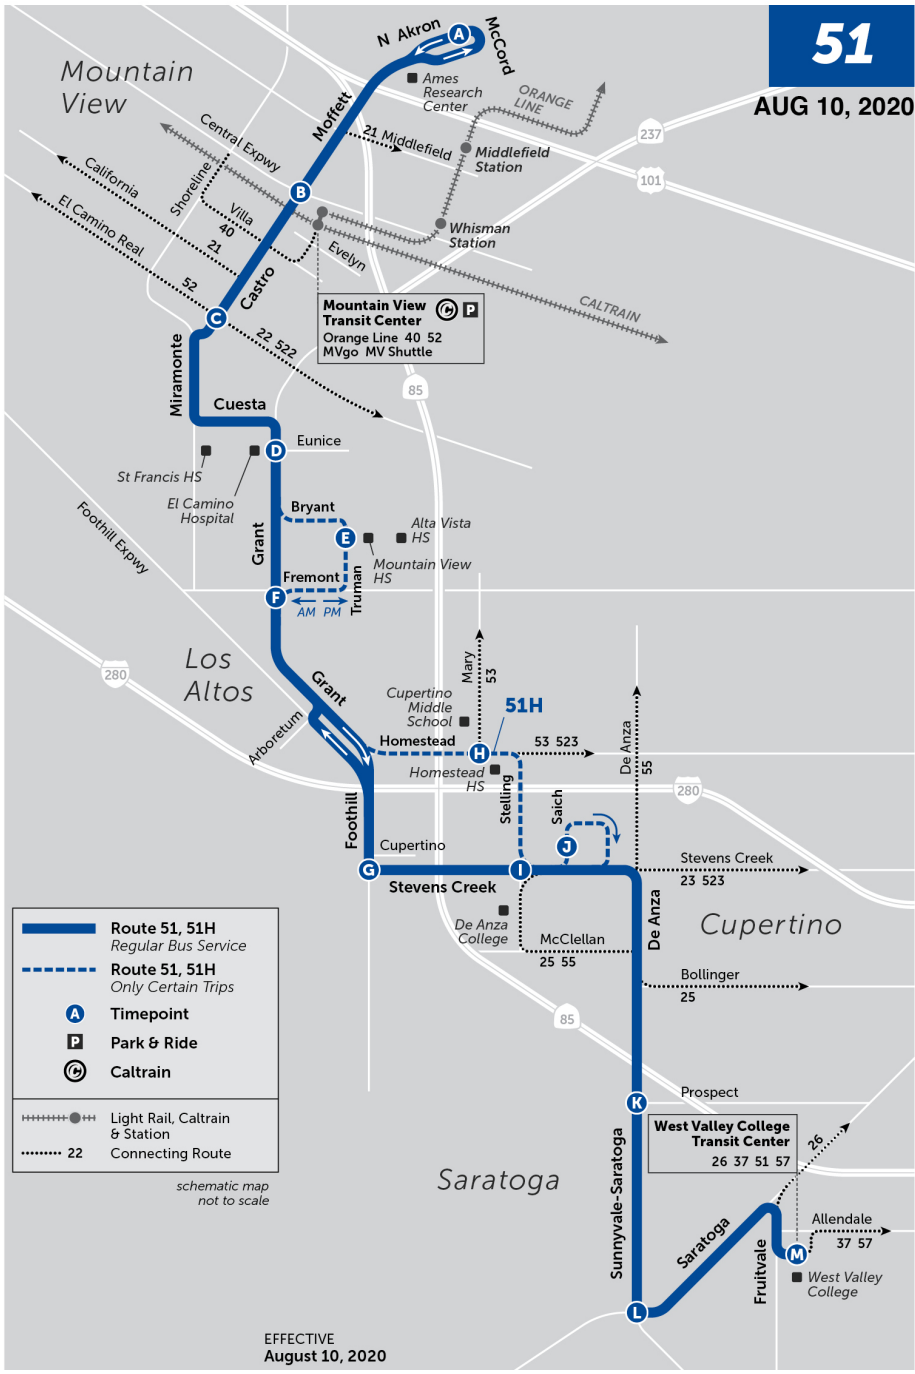 51
AUG 10, 2020
Mountain
View
N Akron
A
McCord
Ames
Research
Center
Moffett
ORANGE
LINE
21 Middlefield
Middlefield
Station
237
101
Central Expwy
California
Shoreline
El Camino Real
B
Villa
40
21
52
Evelyn
Whisman
Station
Castro
CALTRAIN
C
22 522
Mountain View
Transit Center
C P
Orange Line 40 52
MVgo MV Shuttle
85
Miramonte
Cuesta
D
Eunice
St Francis HS
El Camino
Hospital
Foothill Expwy
Bryant
Grant
E
Alta Vista
HS
Mountain View
HS
Fremont
Truman
F
AM PM
Los
Altos
280
Grant
Arboretum
Mary
53
Cupertino
Middle
School
51H
Homestead
H
53 523
Homestead
HS
De Anza
55
Stelling
Saich
280
Foothill
J
Cupertino
G
I
Stevens Creek
Stevens Creek
23 523
De Anza
College
McClellan
25 55
De Anza
Cupertino
Bollinger
25
85
Route 51, 51H
Regular Bus Service
Route 51, 51H
Only Certain Trips
A Timepoint
P Park & Ride
C Caltrain
Light Rail, Caltrain
& Station
22 Connecting Route
schematic map
not to scale
K
Prospect
West Valley College
Transit Center
26 37 51 57
26
Saratoga
Sunnyvale-Saratoga
Saratoga
Fruitvale
Allendale
37 57
M
West Valley
College
L
EFFECTIVE
August 10, 2020